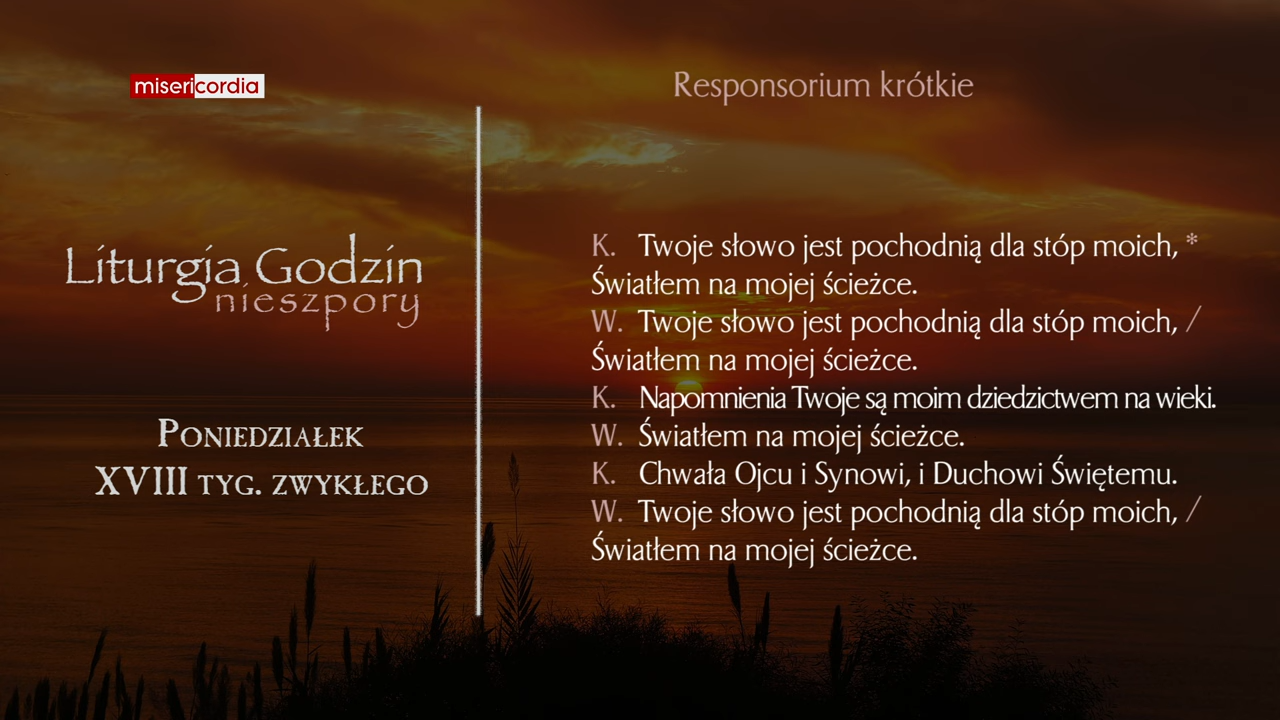 misericordia
Liturgia Godzin
nieszpory
Poniedziałek
XVIII tyg. zwykłego
Responsorium krótkie
K. Twoje słowo jest pochodnią dla stóp moich, *
Światłem na mojej ścieżce.
W. Twoje słowo jest pochodnią dla stóp moich, /
Światłem na mojej ścieżce.
K. Napomnienia Twoje są moim dziedzictwem na wieki.
W. Światłem na mojej ścieżce.
K. Chwała Ojcu i Synowi, i Duchowi Świętemu.
W. Twoje słowo jest pochodnią dla stóp moich, /
Światłem na mojej ścieżce.